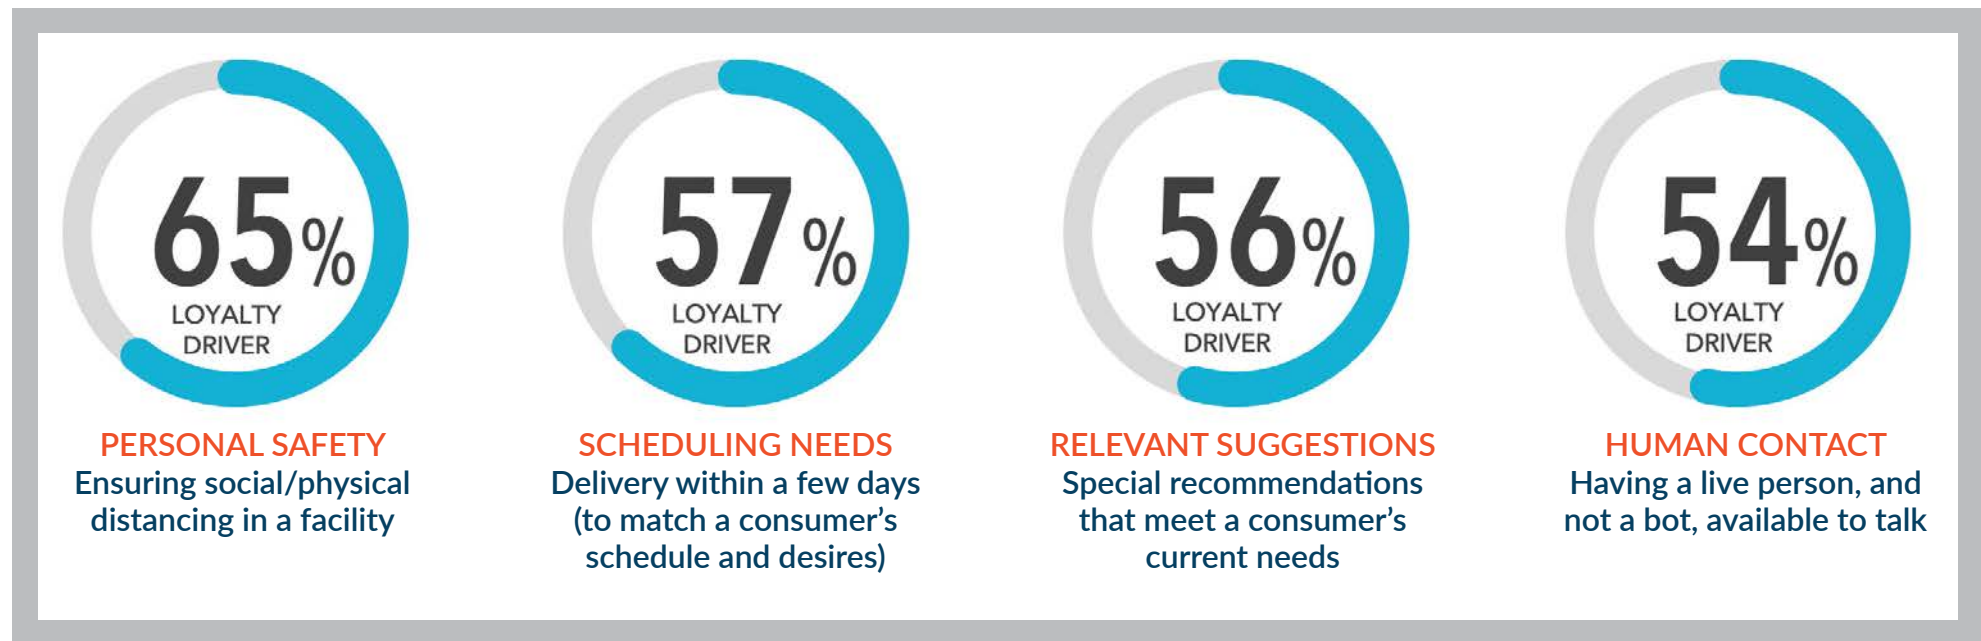 65%
LOYALTY
DRIVER
PERSONAL SAFETY
Ensuring social/physical
distancing in a facility
57%
LOYALTY
DRIVER
SCHEDULING NEEDS
Delivery within a few days
(to match a consumer’s
schedule and desires)
56%
LOYALTY
DRIVER
RELEVANT SUGGESTIONS
Special recommendations
that meet a consumer’s
current needs
54%
LOYALTY
DRIVER
HUMAN CONTACT
Having a live person, and
not a bot, available to talk